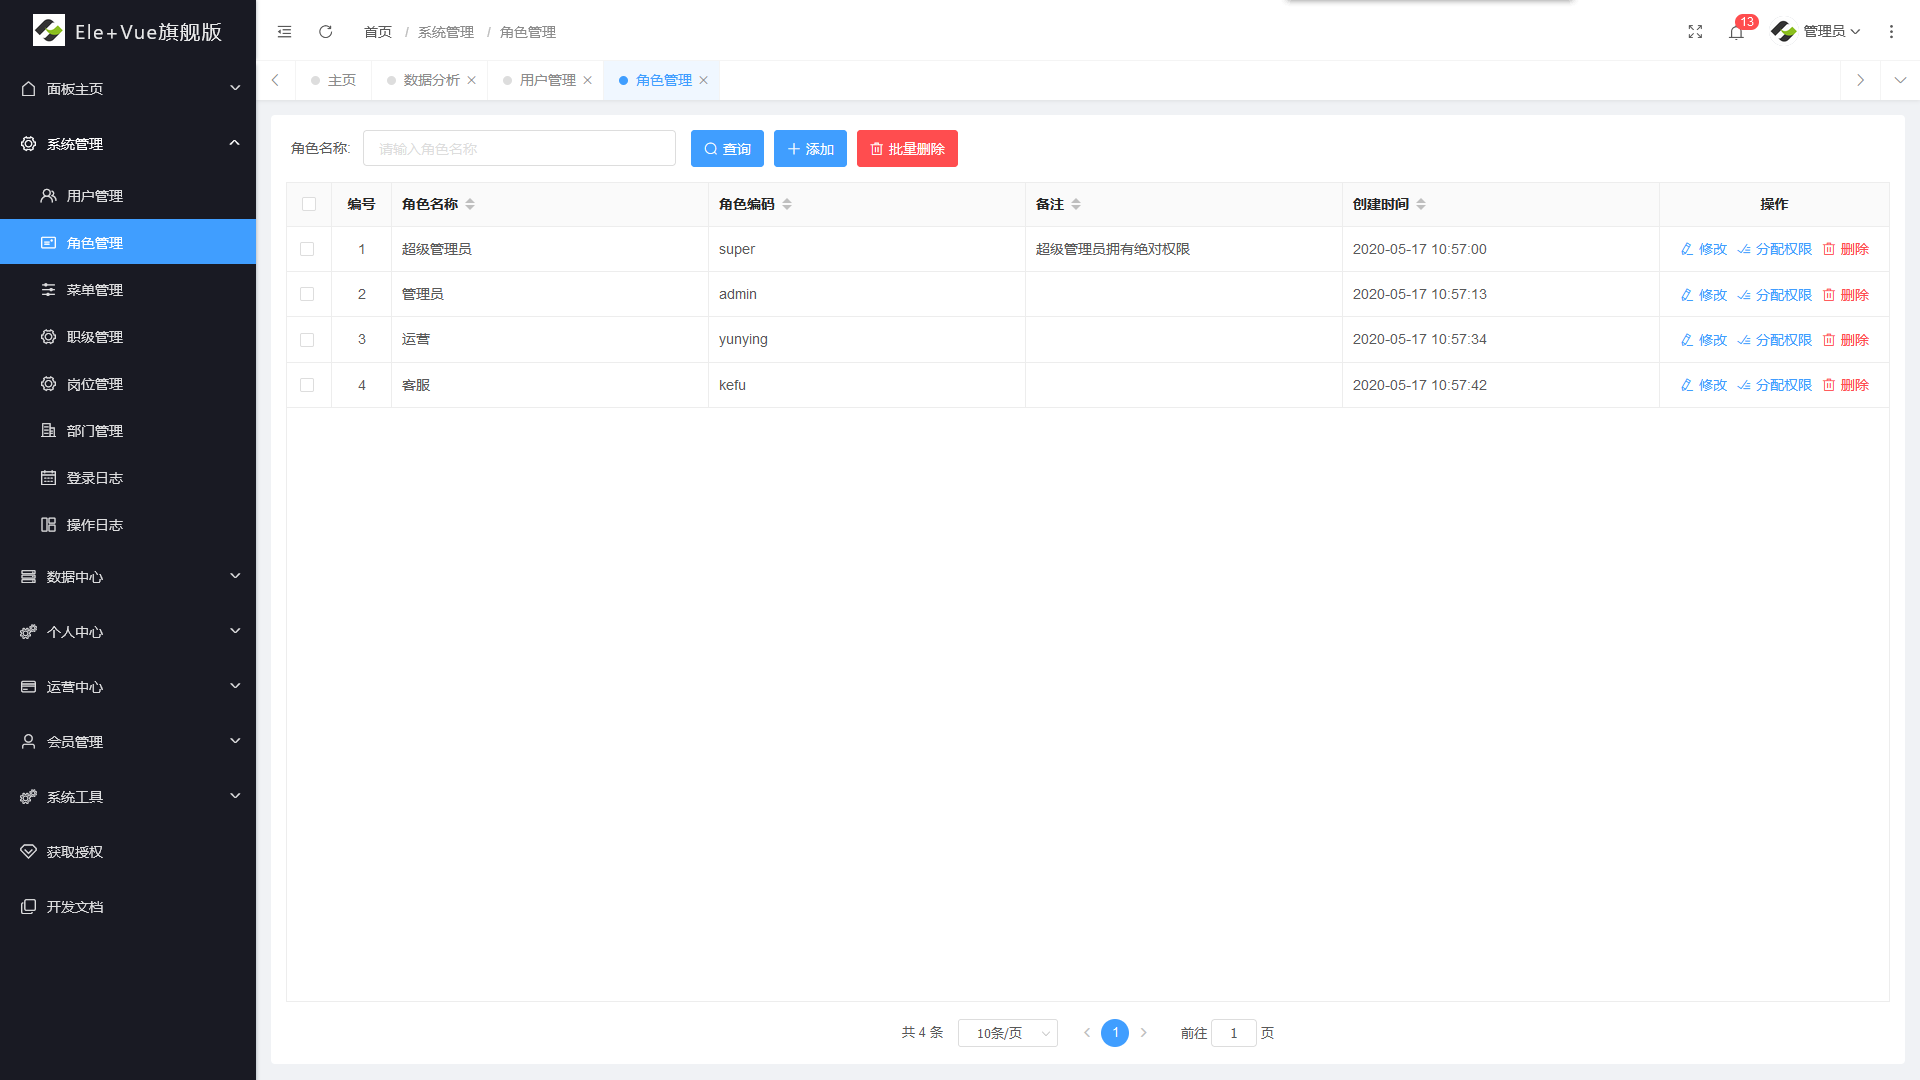 Ele+Vue旗舰版
面板主页
系统管理
用户管理
角色管理
菜单管理
职级管理
岗位管理
部门管理
登录日志
操作日志
数据中心
个人中心
运营中心
会员管理
系统工具
获取授权
开发文档
首页 / 系统管理 / 角色管理
13
管理员
主页 数据分析 用户管理 角色管理
角色名称: 请输入角色名称 查询 添加 批量删除
编号 角色名称 角色编码 备注 创建时间 操作
1 超级管理员 super 超级管理员拥有绝对权限 2020-05-17 10:57:00 修改 分配权限 删除
2 管理员 admin 2020-05-17 10:57:13 修改 分配权限 删除
3 运营 yunying 2020-05-17 10:57:34 修改 分配权限 删除
4 客服 kefu 2020-05-17 10:57:42 修改 分配权限 删除
共 4 条 10条/页 1 前往 1 页